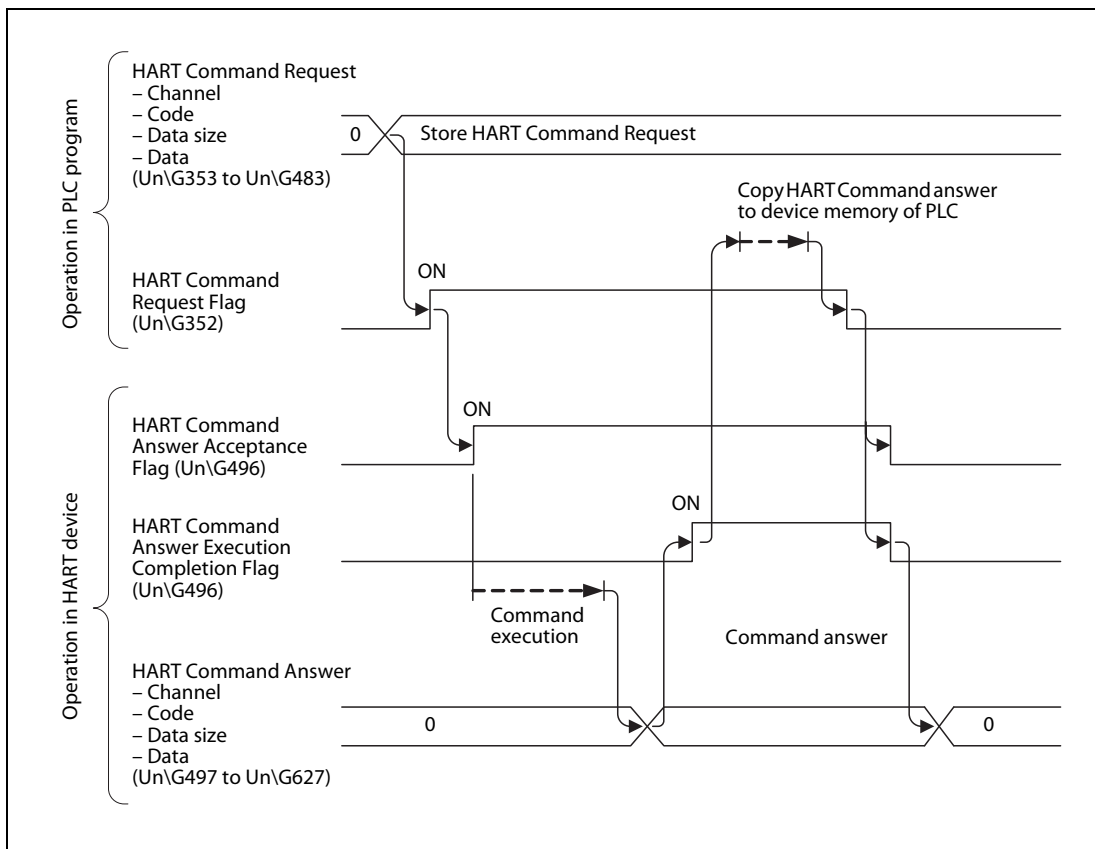 Operation in PLC program
HART Command Request
– Channel
– Code
– Data size
– Data
(Un\G353 to Un\G483)
0
Store HART Command Request
Copy HART Command answer
to device memory of PLC
HART Command
Request Flag
(Un\G352)
ON
Operation in HART device
HART Command
Answer Acceptance
Flag (Un\G496)
ON
HART Command
Answer Execution
Completion Flag
(Un\G496)
ON
Command
execution
Command answer
HART Command Answer
– Channel
– Code
– Data size
– Data
(Un\G497 to Un\G627)
0
0